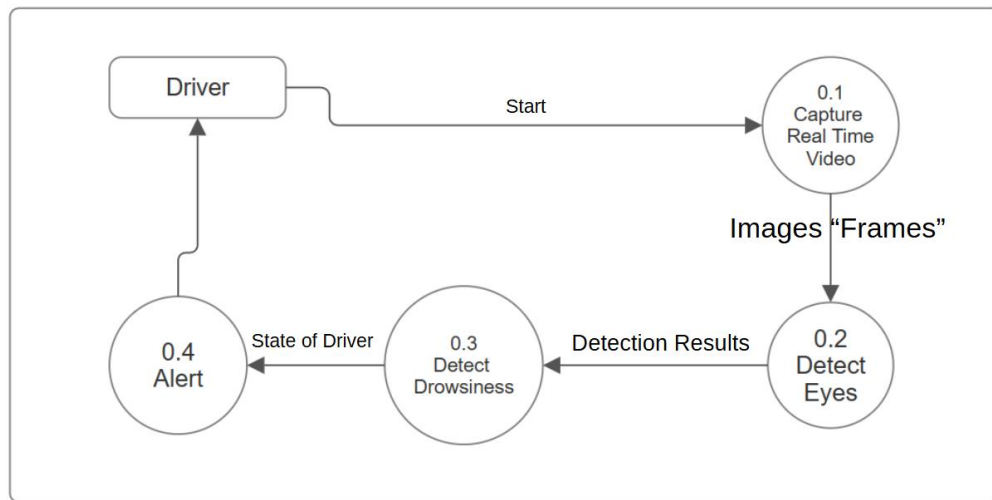 Driver
Start
0.1
Capture
Real Time
Video
Images “Frames”
0.2
Detect
Eyes
Detection Results
0.3
Detect
Drowsiness
State of Driver
0.4
Alert